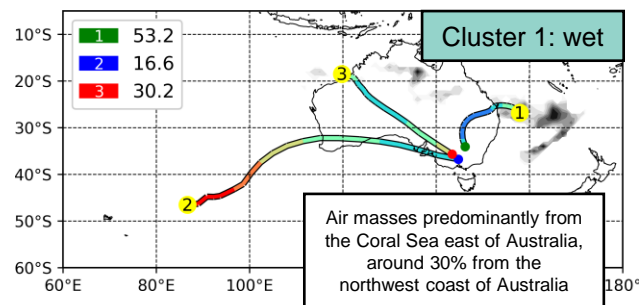 5°S
10°S
20°S
30°S
40°S
50°S
60°S
60°E
80°E
100°E
180°
1 53.2
2 16.6
3 30.2
Cluster 1: wet
3
1
2
Air masses predominantly from
the Coral Sea east of Australia,
around 30% from the
northwest coast of Australia